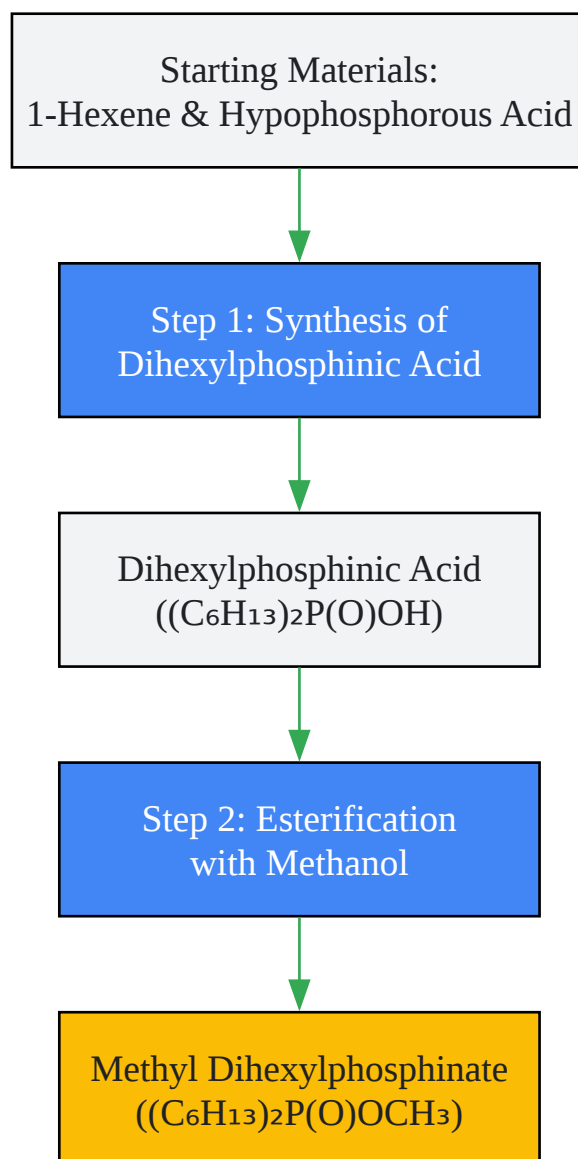 Starting Materials:
1-Hexene & Hypophosphorous Acid
Step 1: Synthesis of
Dihexylphosphinic Acid
Dihexylphosphinic Acid
((C₆H₁₃)₂P(O)OH)
Step 2: Esterification
with Methanol
Methyl Dihexylphosphinate
((C₆H₁₃)₂P(O)OCH₃)